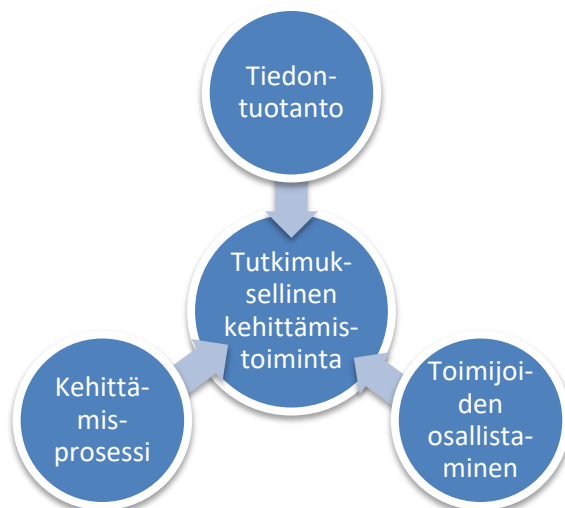 Tiedon-
tuotanto
Tutkimuk-
sellinen
kehittämis-
toiminta
Kehittä-
mis-
prosessi
Toimijoi-
den
osallista-
minen